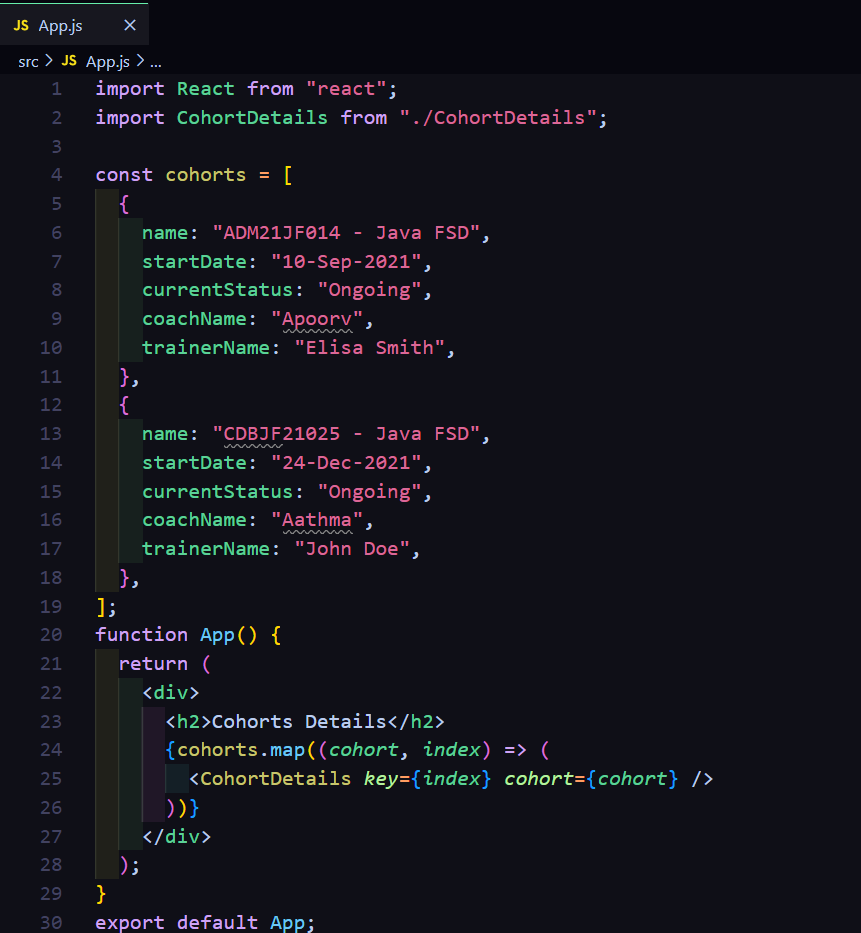 JS App.js ×
src > JS App.js > ...
1 import React from "react";
2 import CohortDetails from "./CohortDetails";
3
4 const cohorts = [
5   {
6     name: "ADM21JF014 - Java FSD",
7     startDate: "10-Sep-2021",
8     currentStatus: "Ongoing",
9     coachName: "Apoorv",
10     trainerName: "Elisa Smith",
11   },
12   {
13     name: "CDBJF21025 - Java FSD",
14     startDate: "24-Dec-2021",
15     currentStatus: "Ongoing",
16     coachName: "Aathma",
17     trainerName: "John Doe",
18   },
19 ];
20 function App() {
21   return (
22     <div>
23       <h2>Cohorts Details</h2>
24       {cohorts.map((cohort, index) => (
25         <CohortDetails key={index} cohort={cohort} />
26       ))}
27     </div>
28   );
29 }
30 export default App;